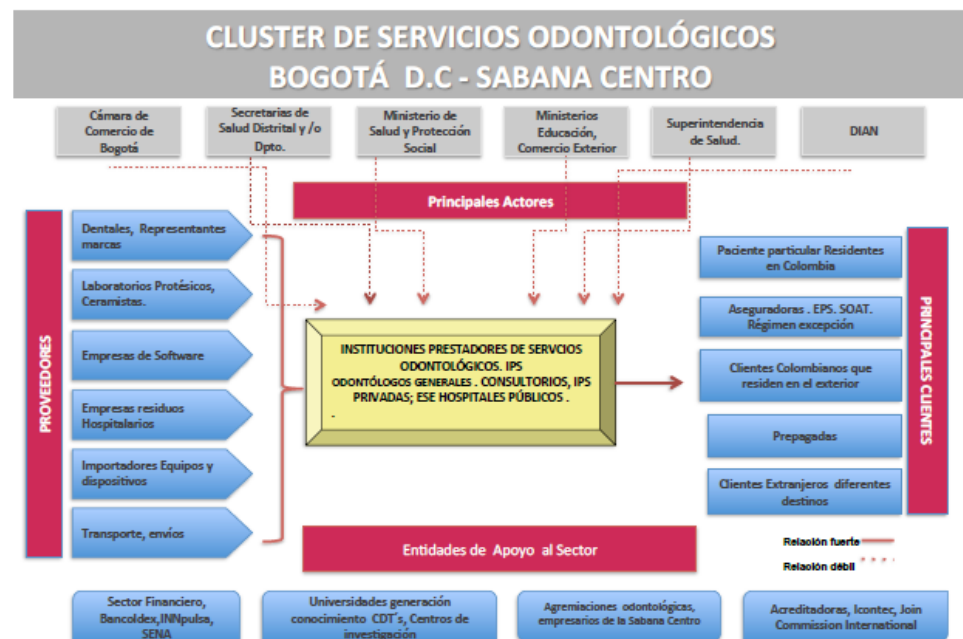 CLUSTER DE SERVICIOS ODONTOLÓGICOS
BOGOTÁ D.C - SABANA CENTRO
Cámara de
Comercio de
Bogotá
Secretarias de
Salud Distrital y /o
Dpto.
Ministerio de
Salud y Protección
Social
Ministerios
Educación,
Comercio Exterior
Superintendencia
de Salud.
DIAN
Principales Actores
PROVEEDORES
Dentales, Representantes
marcas
Laboratorios Protésicos,
Ceramistas.
Empresas de Software
Empresas residuos
Hospitalarios
Importadores Equipos y
dispositivos
Transporte, envíos
INSTITUCIONES PRESTADORES DE SERVCIOS
ODONTOLÓGICOS. IPS
ODONTÓLOGOS GENERALES . CONSULTORIOS, IPS
PRIVADAS; ESE HOSPITALES PÚBLICOS .
.
Paciente particular Residentes
en Colombia
Aseguradoras . EPS. SOAT.
Régimen excepción
Clientes Colombianos que
residen en el exterior
Prepagadas
Clientes Extranjeros diferentes
destinos
PRINCIPALES CLIENTES
Entidades de Apoyo al Sector
Relación fuerte
Relación débil
Sector Financiero,
Bancoldex,INNpulsa,
SENA
Universidades generación
conocimiento CDT´s, Centros de
investigación
Agremiaciones odontológicas,
empresarios de la Sabana Centro
Acreditadoras, Icontec, Join
Commission International